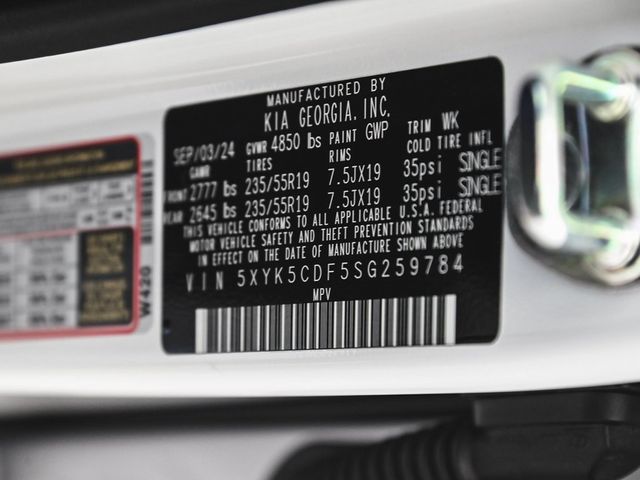 MANUFACTURED BY
KIA GEORGIA, INC.
SEP/03/24 GVWR 4850 lbs PAINT GWP TRIM WK
GAWR TIRES RIMS COLD TIRE INFL
FRONT 2777 lbs 235/55R19 7.5JX19 35psi SINGLE
REAR 2645 lbs 235/55R19 7.5JX19 35psi SINGLE
THIS VEHICLE CONFORMS TO ALL APPLICABLE U.S.A. FEDERAL
MOTOR VEHICLE SAFETY AND THEFT PREVENTION STANDARDS
IN EFFECT ON THE DATE OF MANUFACTURE SHOWN ABOVE
VIN 5XYK5CDF5SG259784
MPV
W420